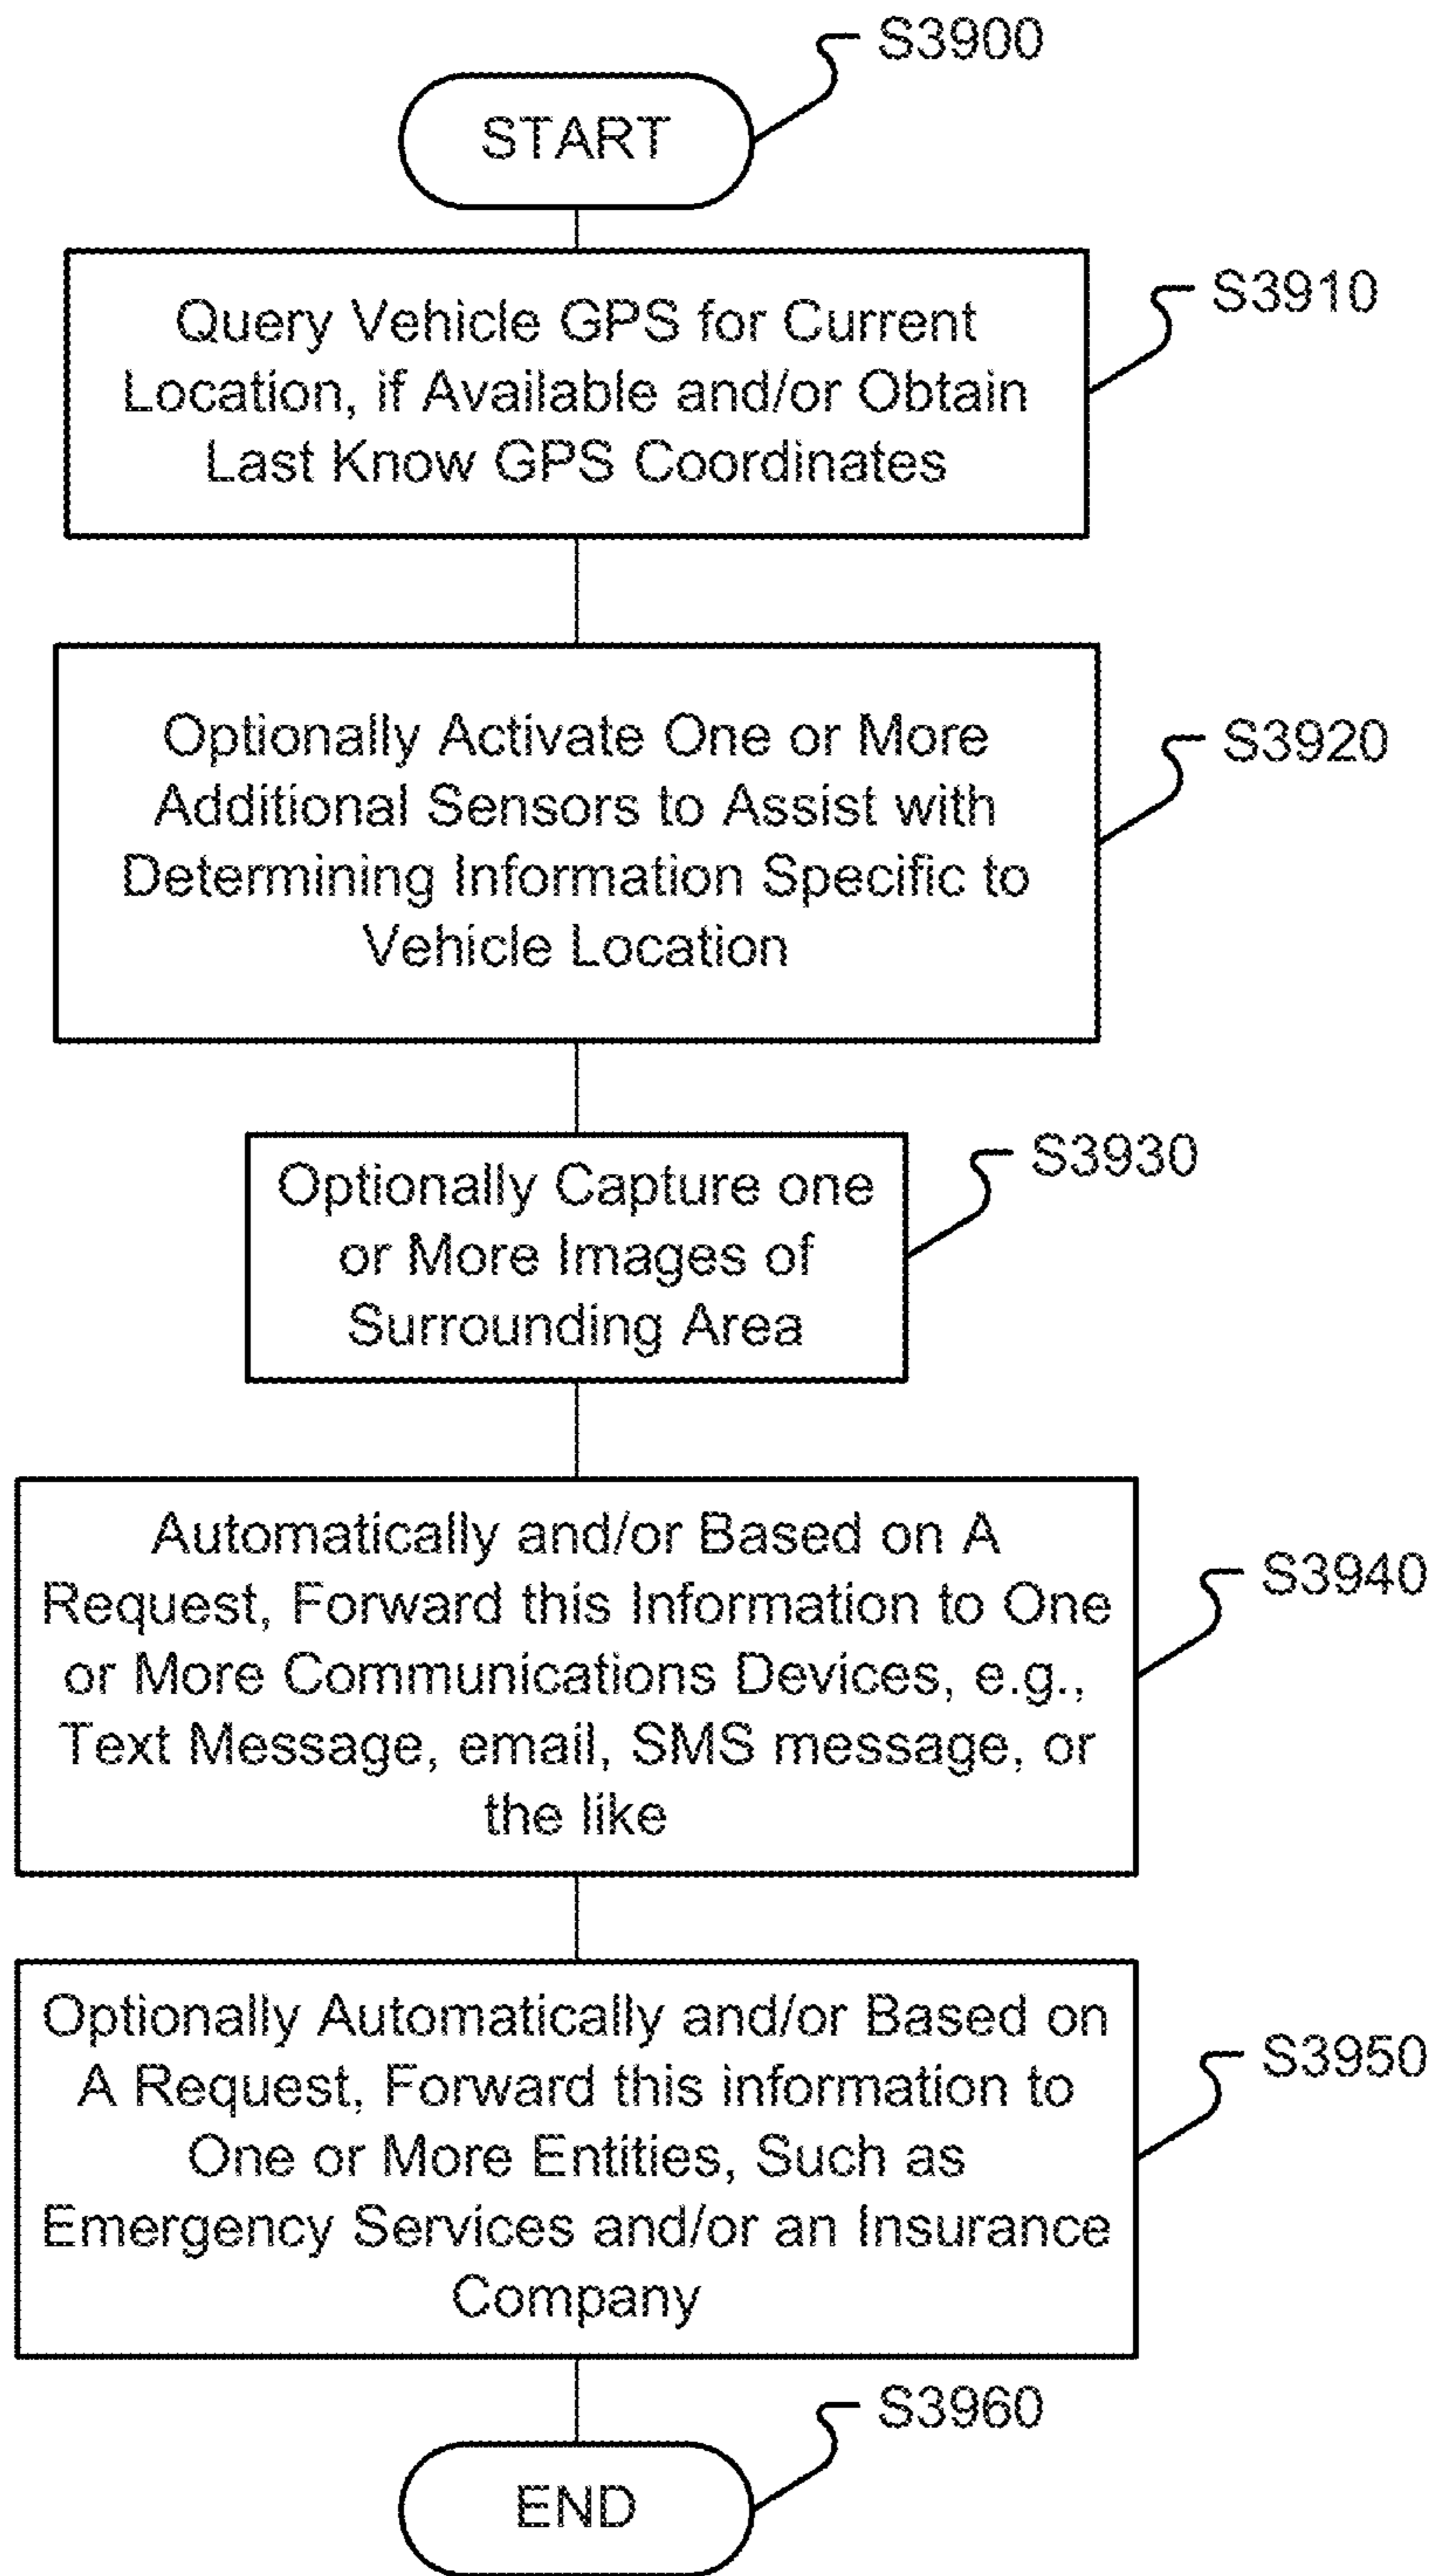 S3900
START
Query Vehicle GPS for Current
Location, if Available and/or Obtain
Last Know GPS Coordinates
S3910
Optionally Activate One or More
Additional Sensors to Assist with
Determining Information Specific to
Vehicle Location
S3920
Optionally Capture one
or More Images of
Surrounding Area
S3930
Automatically and/or Based on A
Request, Forward this Information to One
or More Communications Devices, e.g.,
Text Message, email, SMS message, or
the like
S3940
Optionally Automatically and/or Based on
A Request, Forward this information to
One or More Entities, Such as
Emergency Services and/or an Insurance
Company
S3950
S3960
END